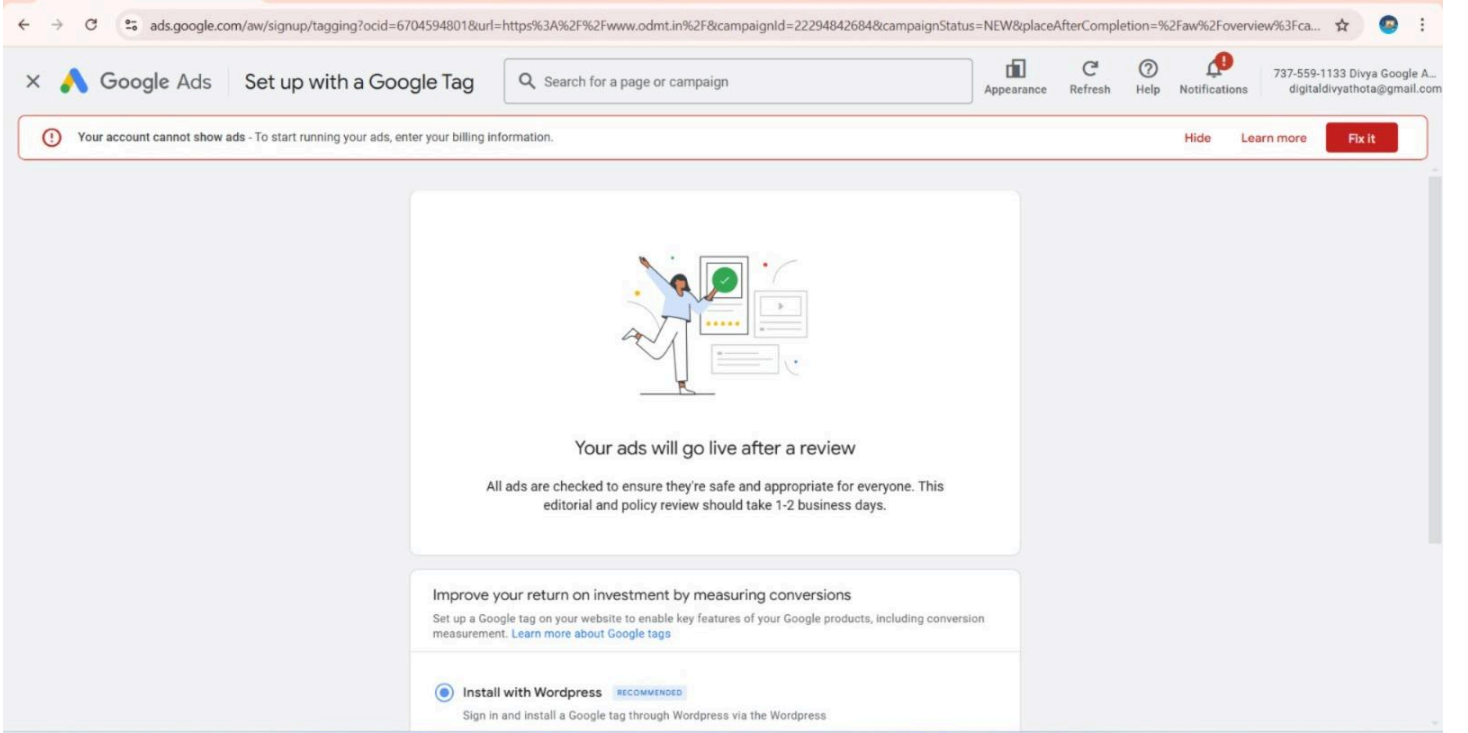 ads.google.com/aw/signup/tagging?ocid=6704594801&url=https%3A%2F%2Fwww.odmt.in%2F&campaignId=22294842684&campaignStatus=NEW&placeAfterCompletion=%2Faw%2Foverview%3Fca...
Google Ads Set up with a Google Tag Search for a page or campaign Appearance Refresh Help Notifications 737-559-1133 Divya Google A...
digitaldivyathota@gmail.com
Your account cannot show ads - To start running your ads, enter your billing information. Hide Learn more Fix it
Your ads will go live after a review
All ads are checked to ensure they're safe and appropriate for everyone. This
editorial and policy review should take 1-2 business days.
Improve your return on investment by measuring conversions
Set up a Google tag on your website to enable key features of your Google products, including conversion
measurement. Learn more about Google tags
Install with Wordpress RECOMMENDED
Sign in and install a Google tag through Wordpress via the Wordpress